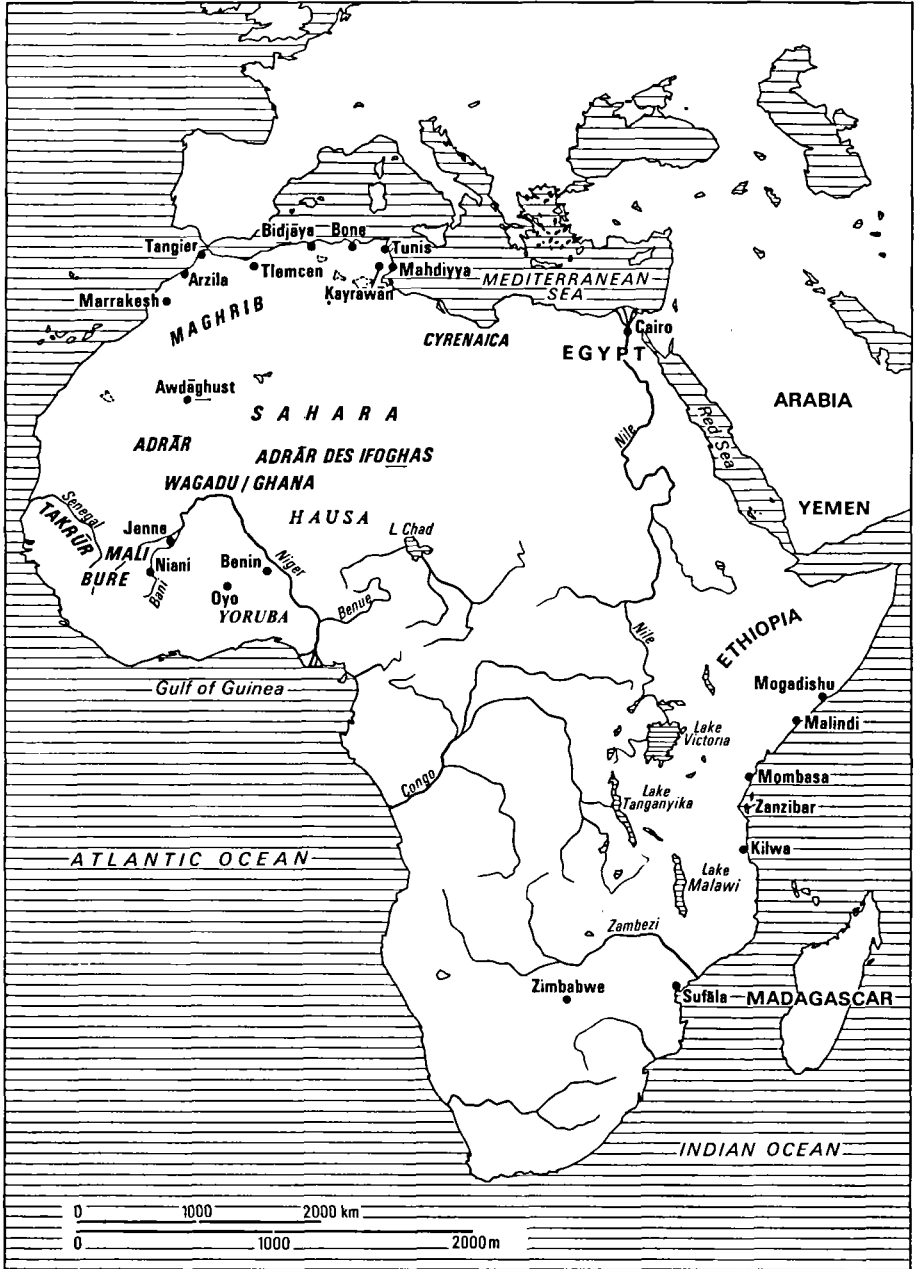 Bidjāya
Bone
Tangier
Tunis
Tlemcen
Mahdiyya
MEDITERRANEAN
SEA
Arzila
Kayrawan
Marrakesh
MAGHRIB
CYRENAICA
Cairo
EGYPT
Awdāghust
SAHARA
ARABIA
Red Sea
Nile
ADRĀR
ADRĀR DES IFOGHAS
WAGADU/GHANA
YEMEN
Senegal
TAKRŪR
HAUSA
Jenne
L. Chad
MALI
Niani
Benin
Niger
BURE
Bani
Oyo
Benue
YORUBA
Nile
ETHIOPIA
Gulf of Guinea
Mogadishu
Malindi
Lake
Victoria
Mombasa
Congo
Lake
Tanganyika
Zanzibar
Kilwa
ATLANTIC OCEAN
Lake
Malawi
Zambezi
Zimbabwe
Sufāla
MADAGASCAR
INDIAN OCEAN
0 1000 2000 km
0 1000 2000m